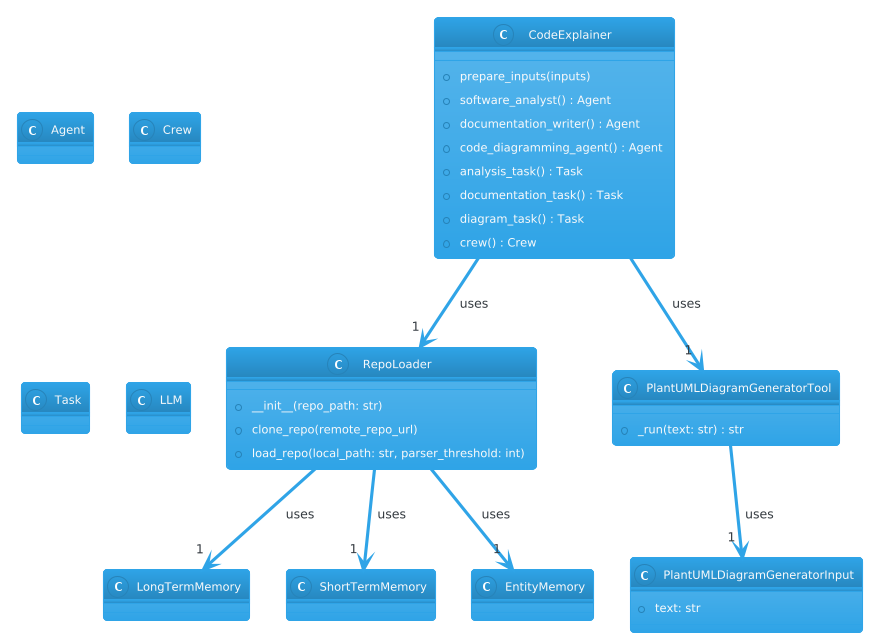 C CodeExplainer
prepare_inputs(inputs)
software_analyst() : Agent
documentation_writer() : Agent
code_diagramming_agent() : Agent
analysis_task() : Task
documentation_task() : Task
diagram_task() : Task
crew() : Crew
C Agent
C Crew
uses
uses
1
1
C RepoLoader
__init__(repo_path: str)
clone_repo(remote_repo_url)
load_repo(local_path: str, parser_threshold: int)
C PlantUMLDiagramGeneratorTool
_run(text: str) : str
C Task
C LLM
uses
uses
uses
uses
1
1
1
1
C LongTermMemory
C ShortTermMemory
C EntityMemory
C PlantUMLDiagramGeneratorInput
text: str